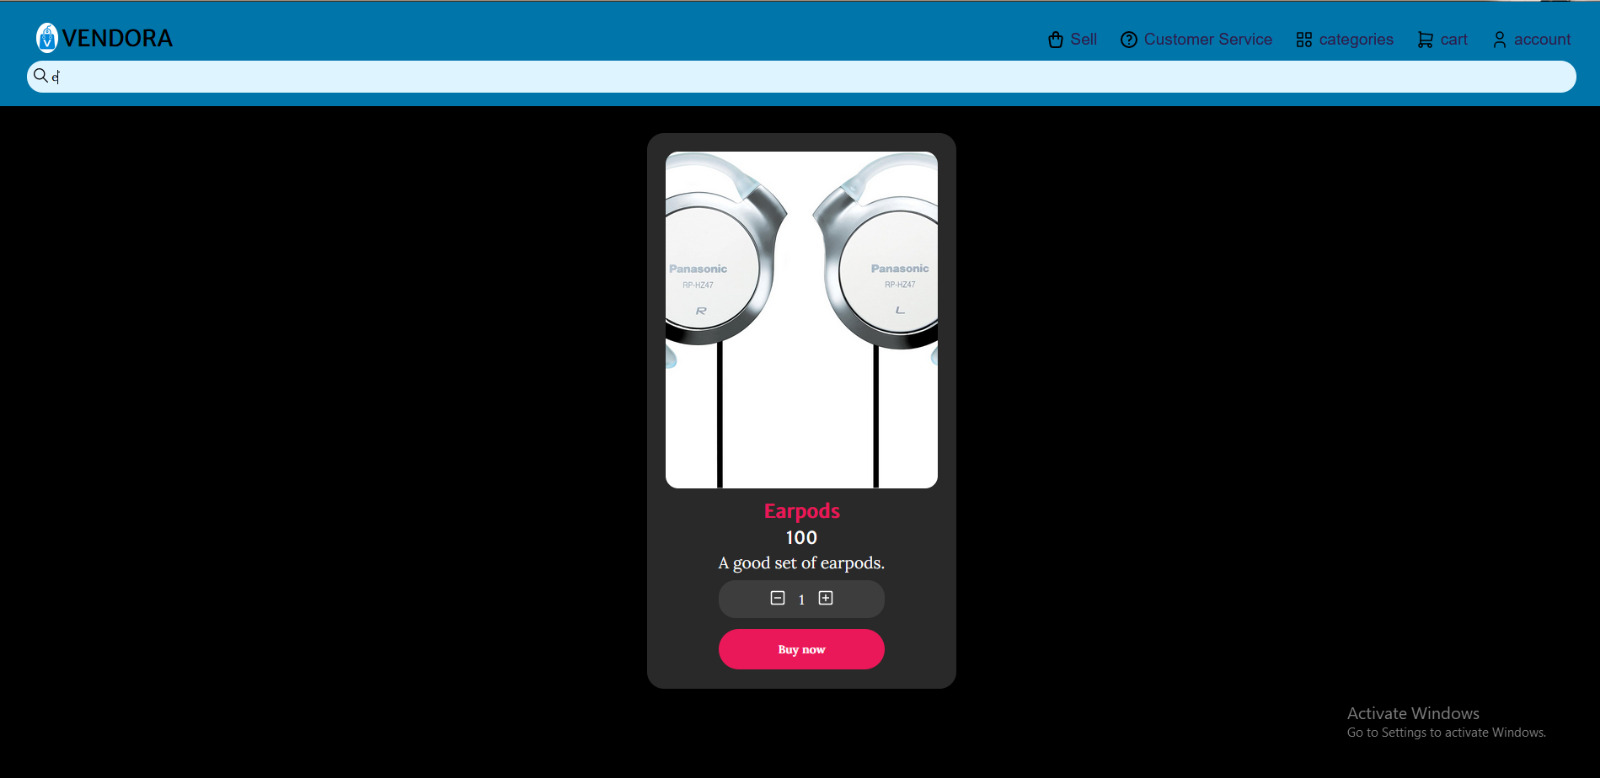 VENDORA
Sell
Customer Service
categories
cart
account
e
Panasonic
RP-HZ47
R
Panasonic
RP-HZ47
L
Earpods
100
A good set of earpods.
1
Buy now
Activate Windows
Go to Settings to activate Windows.